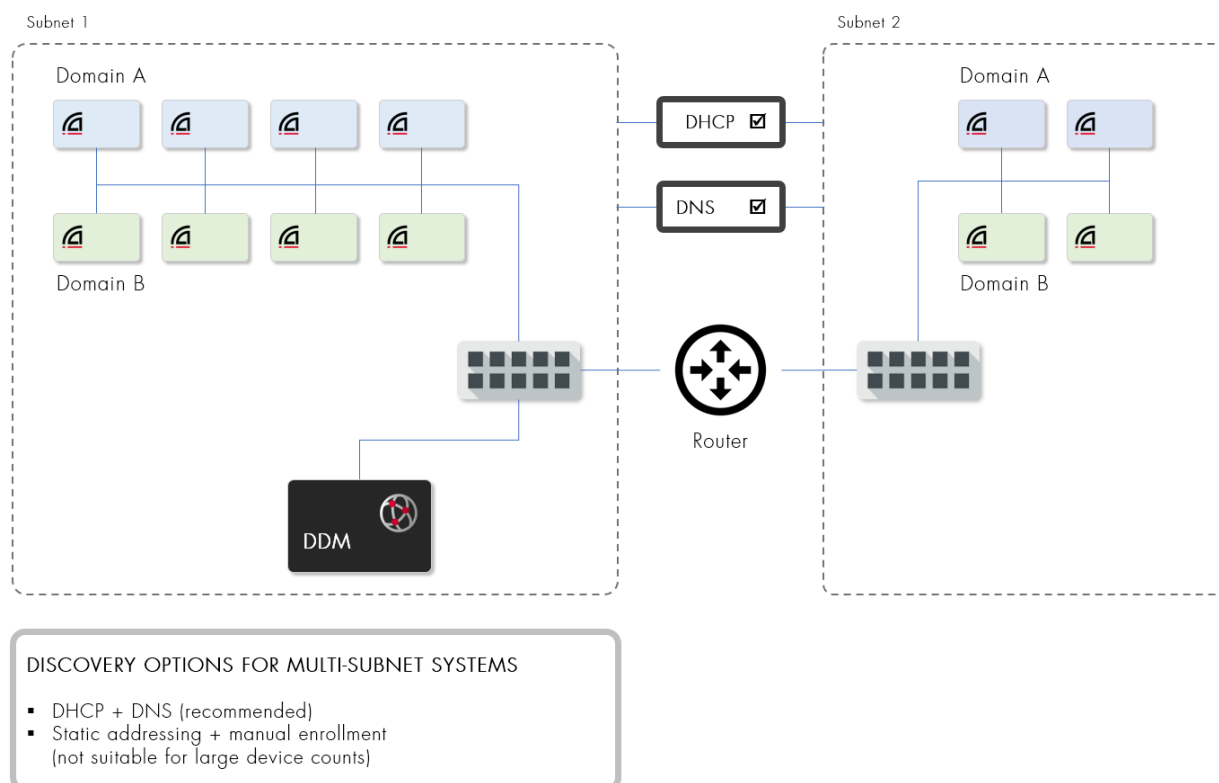 Subnet 1
Subnet 2
Domain A
Domain A
DHCP
DNS
Domain B
Domain B
Router
DDM
DISCOVERY OPTIONS FOR MULTI-SUBNET SYSTEMS
▪ DHCP + DNS (recommended)
▪ Static addressing + manual enrollment
(not suitable for large device counts)